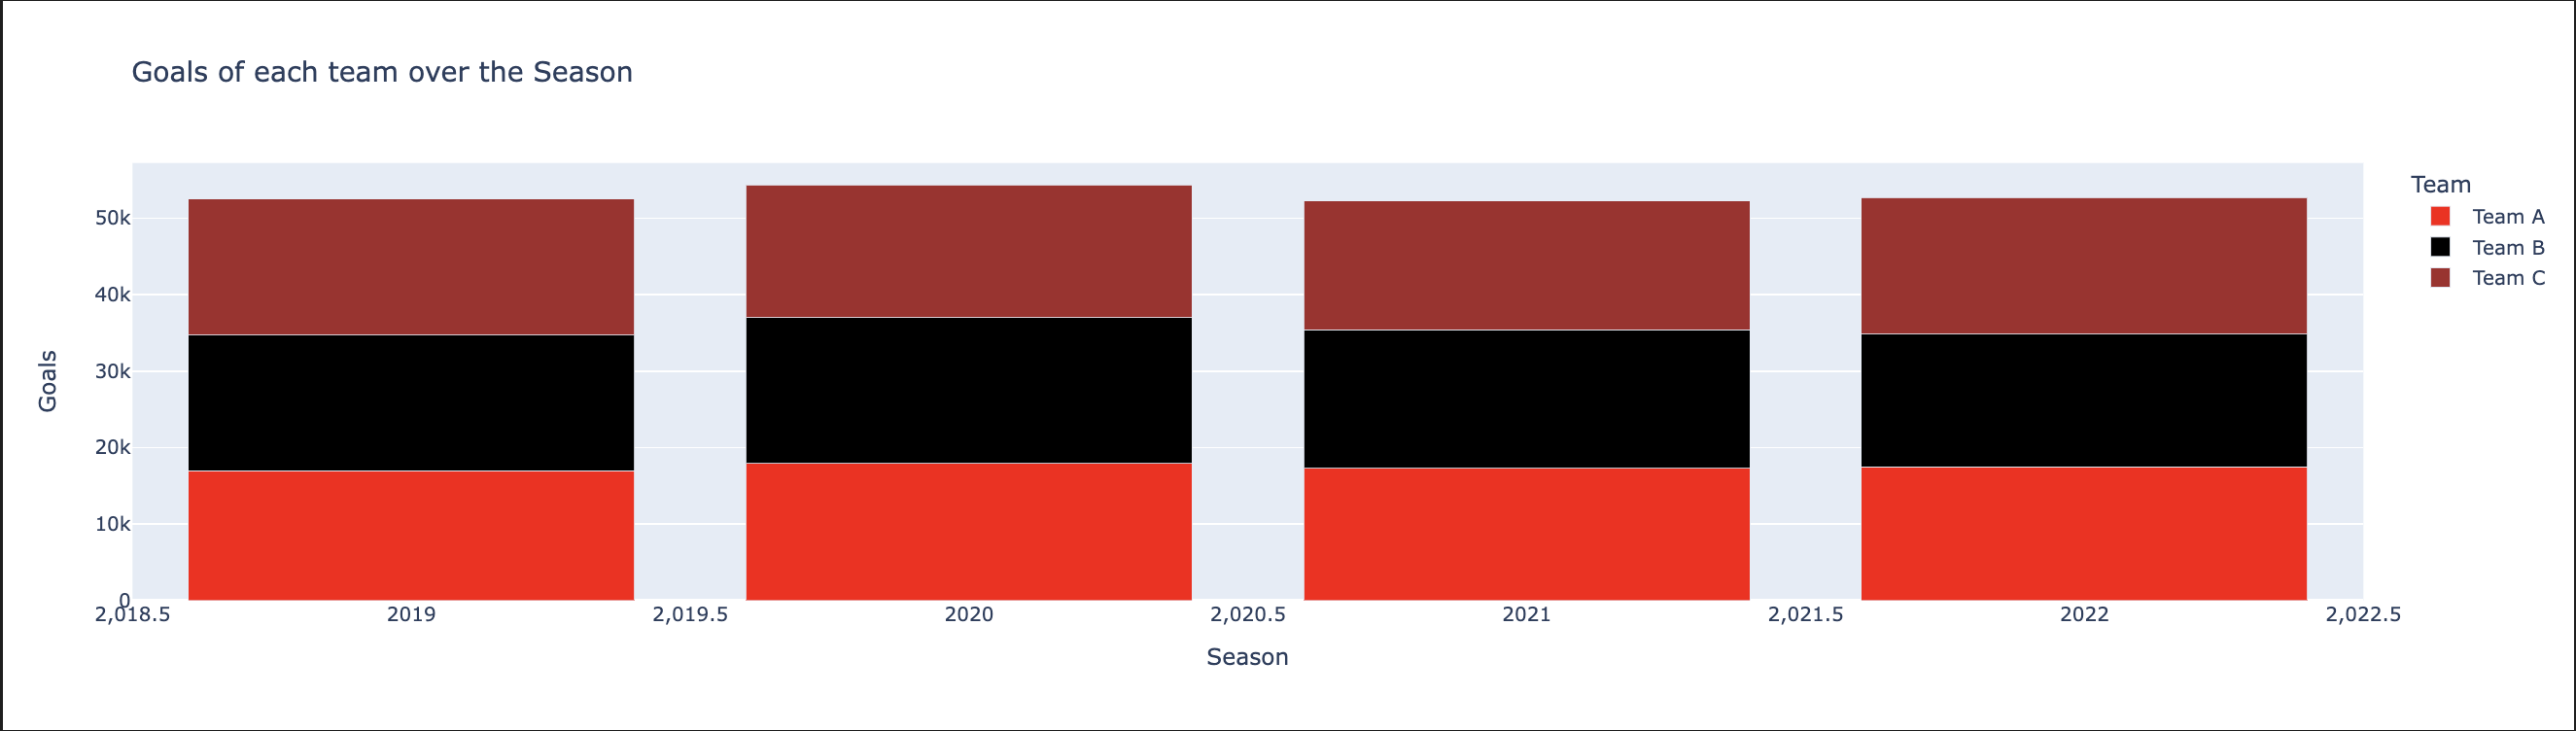 Goals of each team over the Season
Team
Team A
Team B
Team C
Goals
50k
40k
30k
20k
10k
0
2,018.5
2019
2,019.5
2020
2,020.5
2021
2,021.5
2022
2,022.5
Season